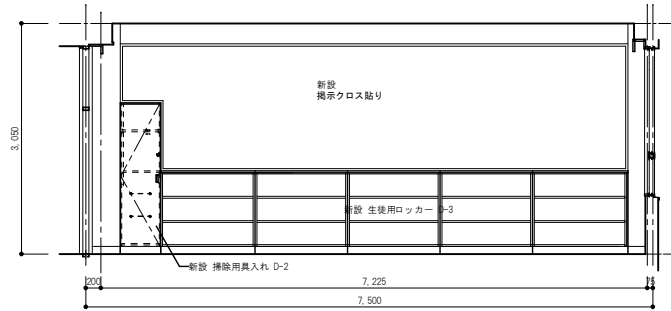 新設
掲示クロス貼り
3,050
新設 生徒用ロッカー D-3
新設 掃除用具入れ D-2
200
7,225
75
7,500